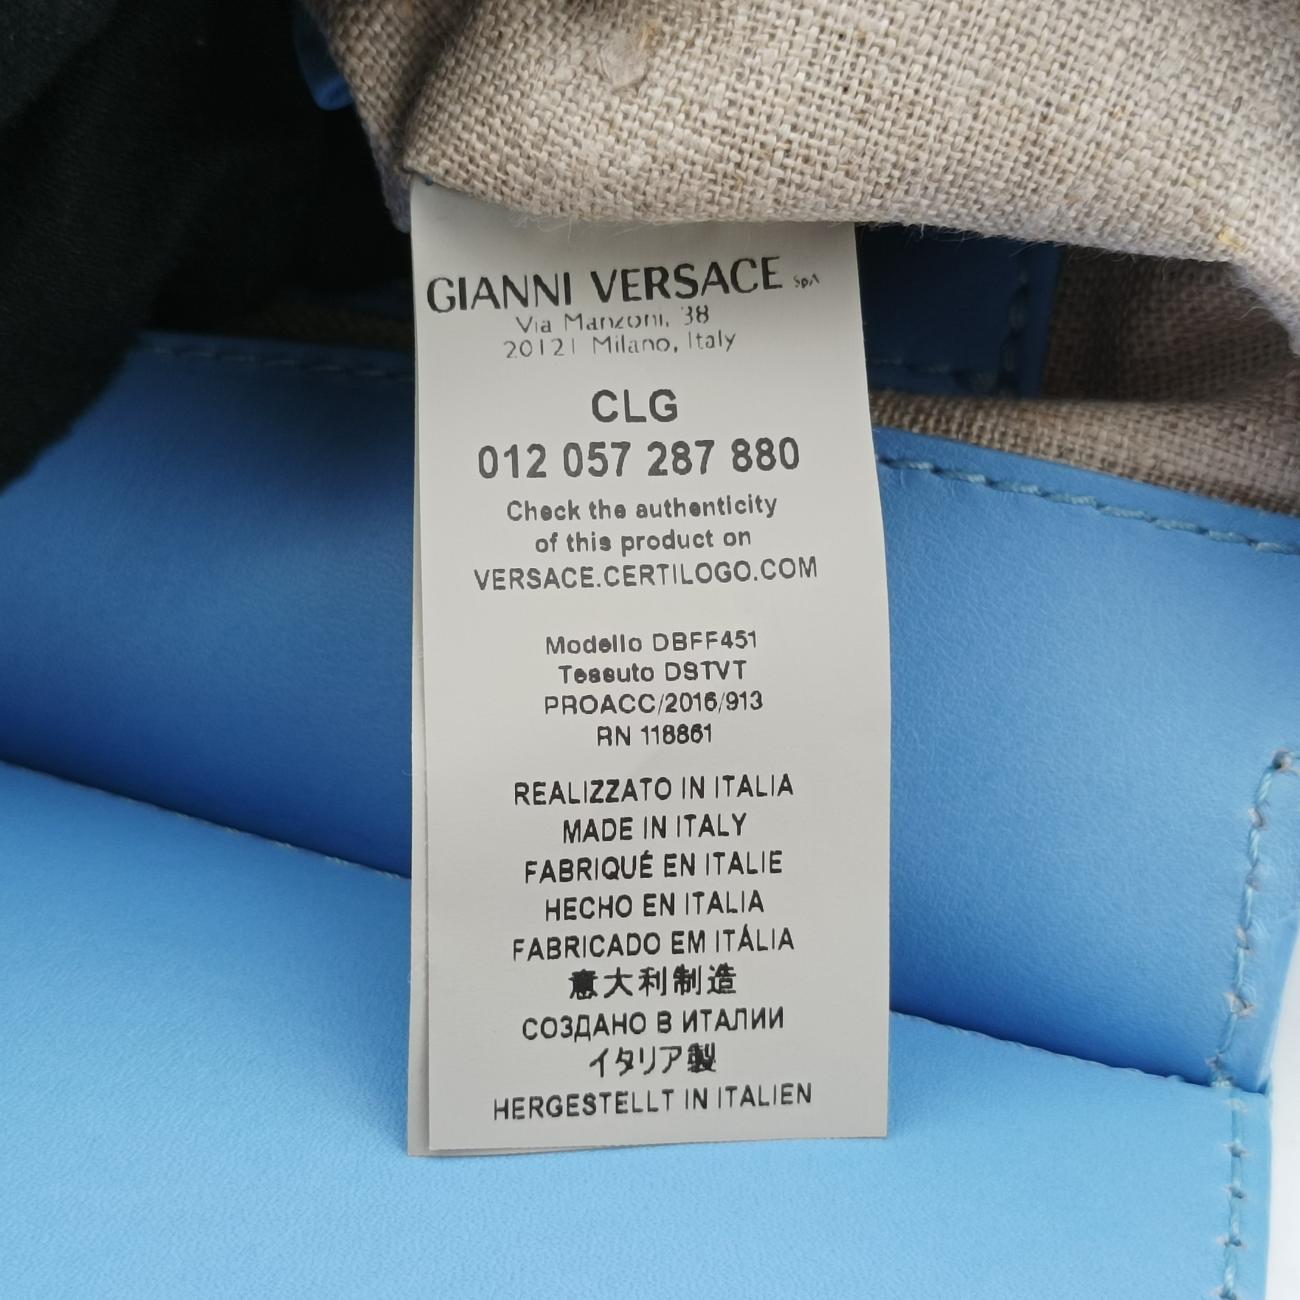 GIANNI VERSACE SpA
Via Manzoni, 38
20121 Milano, Italy
CLG
012 057 287 880
Check the authenticity
of this product on
VERSACE.CERTILOGO.COM
Modello DBFF451
Tessuto DSTVT
PROACC/2016/913
RN 118861
REALIZZATO IN ITALIA
MADE IN ITALY
FABRIQUÉ EN ITALIE
HECHO EN ITALIA
FABRICADO EM ITÁLIA
意大利制造
СОЗДАНО В ИТАЛИИ
イタリア製
HERGESTELLT IN ITALIEN